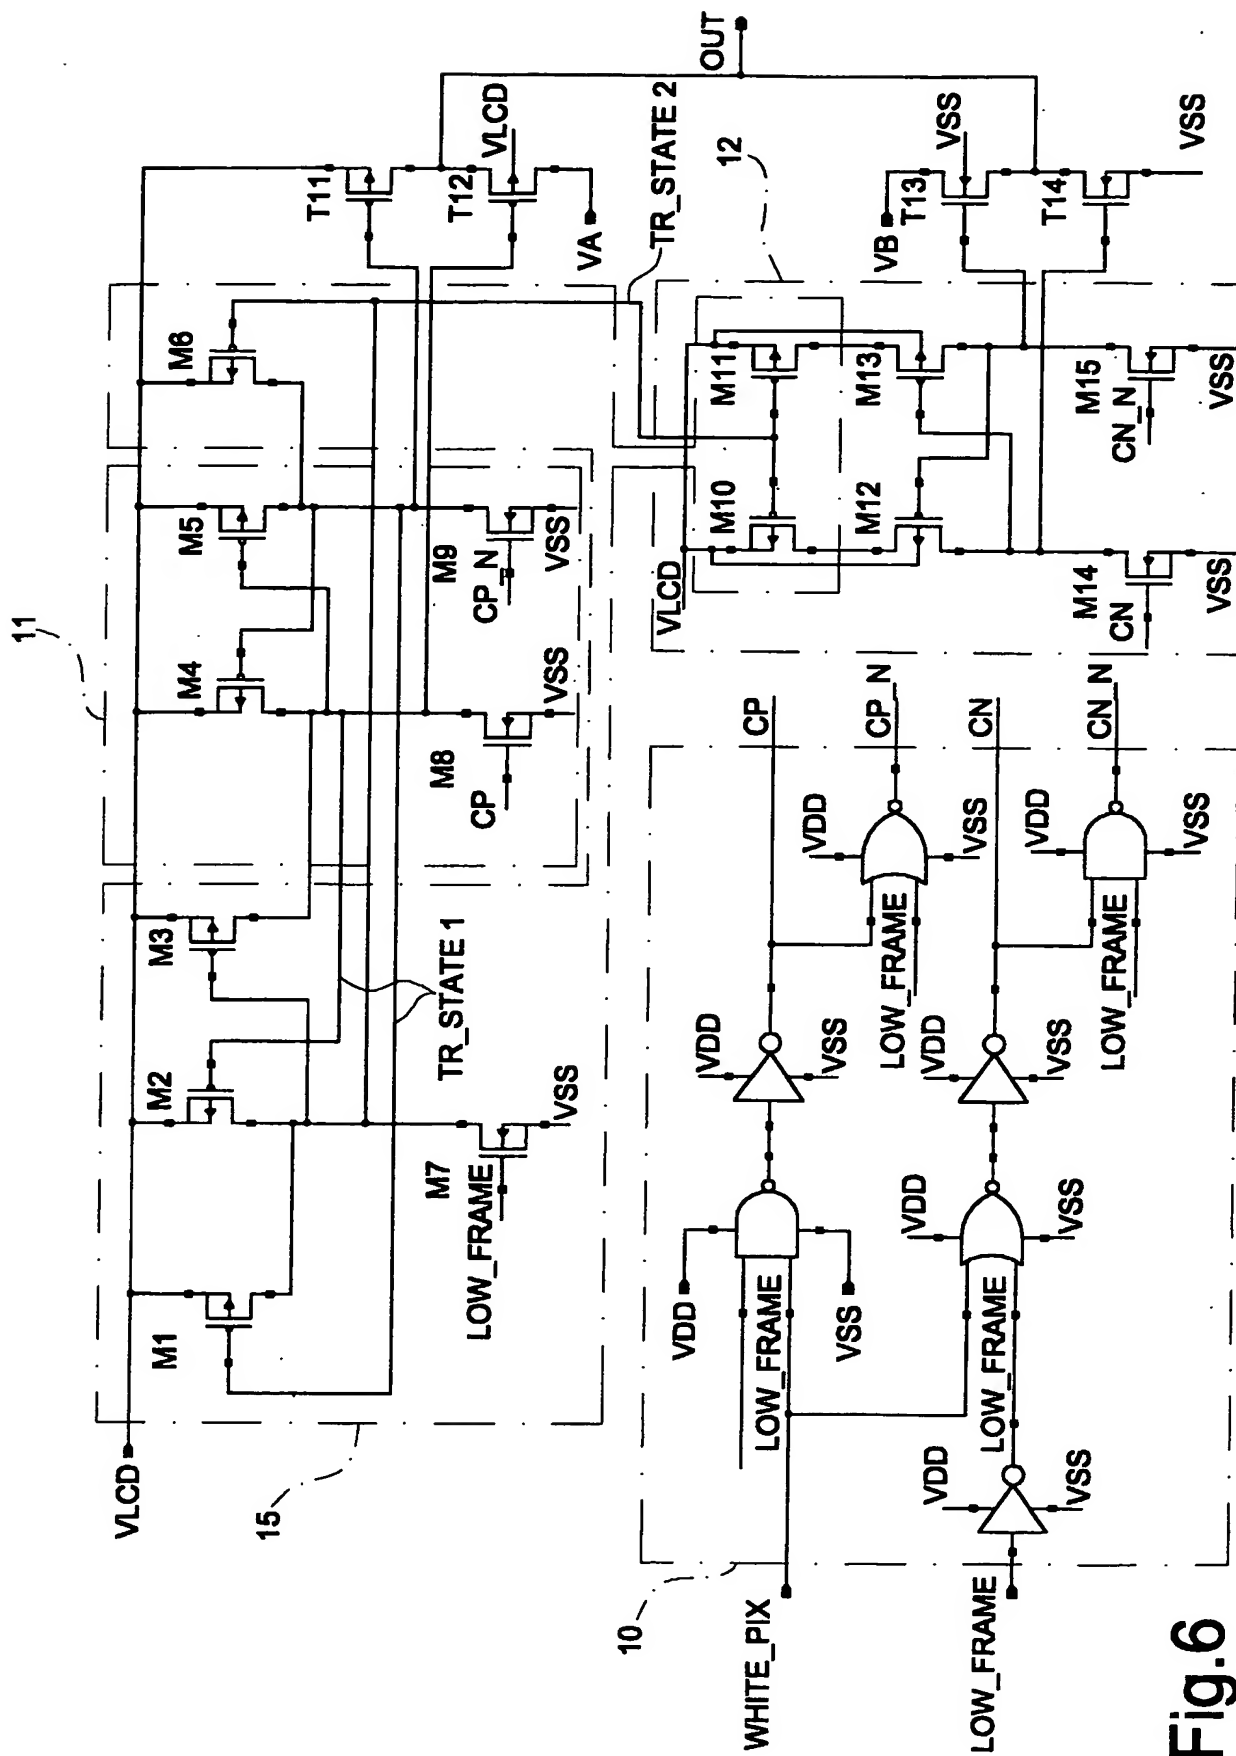 VLCD
15
M1
M2
M3
TR_STATE 1
M7
LOW_FRAME
VSS
11
M4
M5
M6
M8
CP
VSS
M9
CP_N
VSS
T11
T12
VLCD
VA
OUT
TR_STATE 2
12
VLCD
M10
M11
M12
M13
M14
CN
VSS
M15
CN_N
VSS
VB
T13
VSS
T14
VSS
10
WHITE_PIX
LOW_FRAME
VDD
VSS
LOW_FRAME
VDD
VSS
LOW_FRAME
VDD
VSS
VDD
VSS
VDD
VSS
CP
LOW_FRAME
VDD
VSS
CP_N
CN
LOW_FRAME
VDD
VSS
CN_N
Fig.6